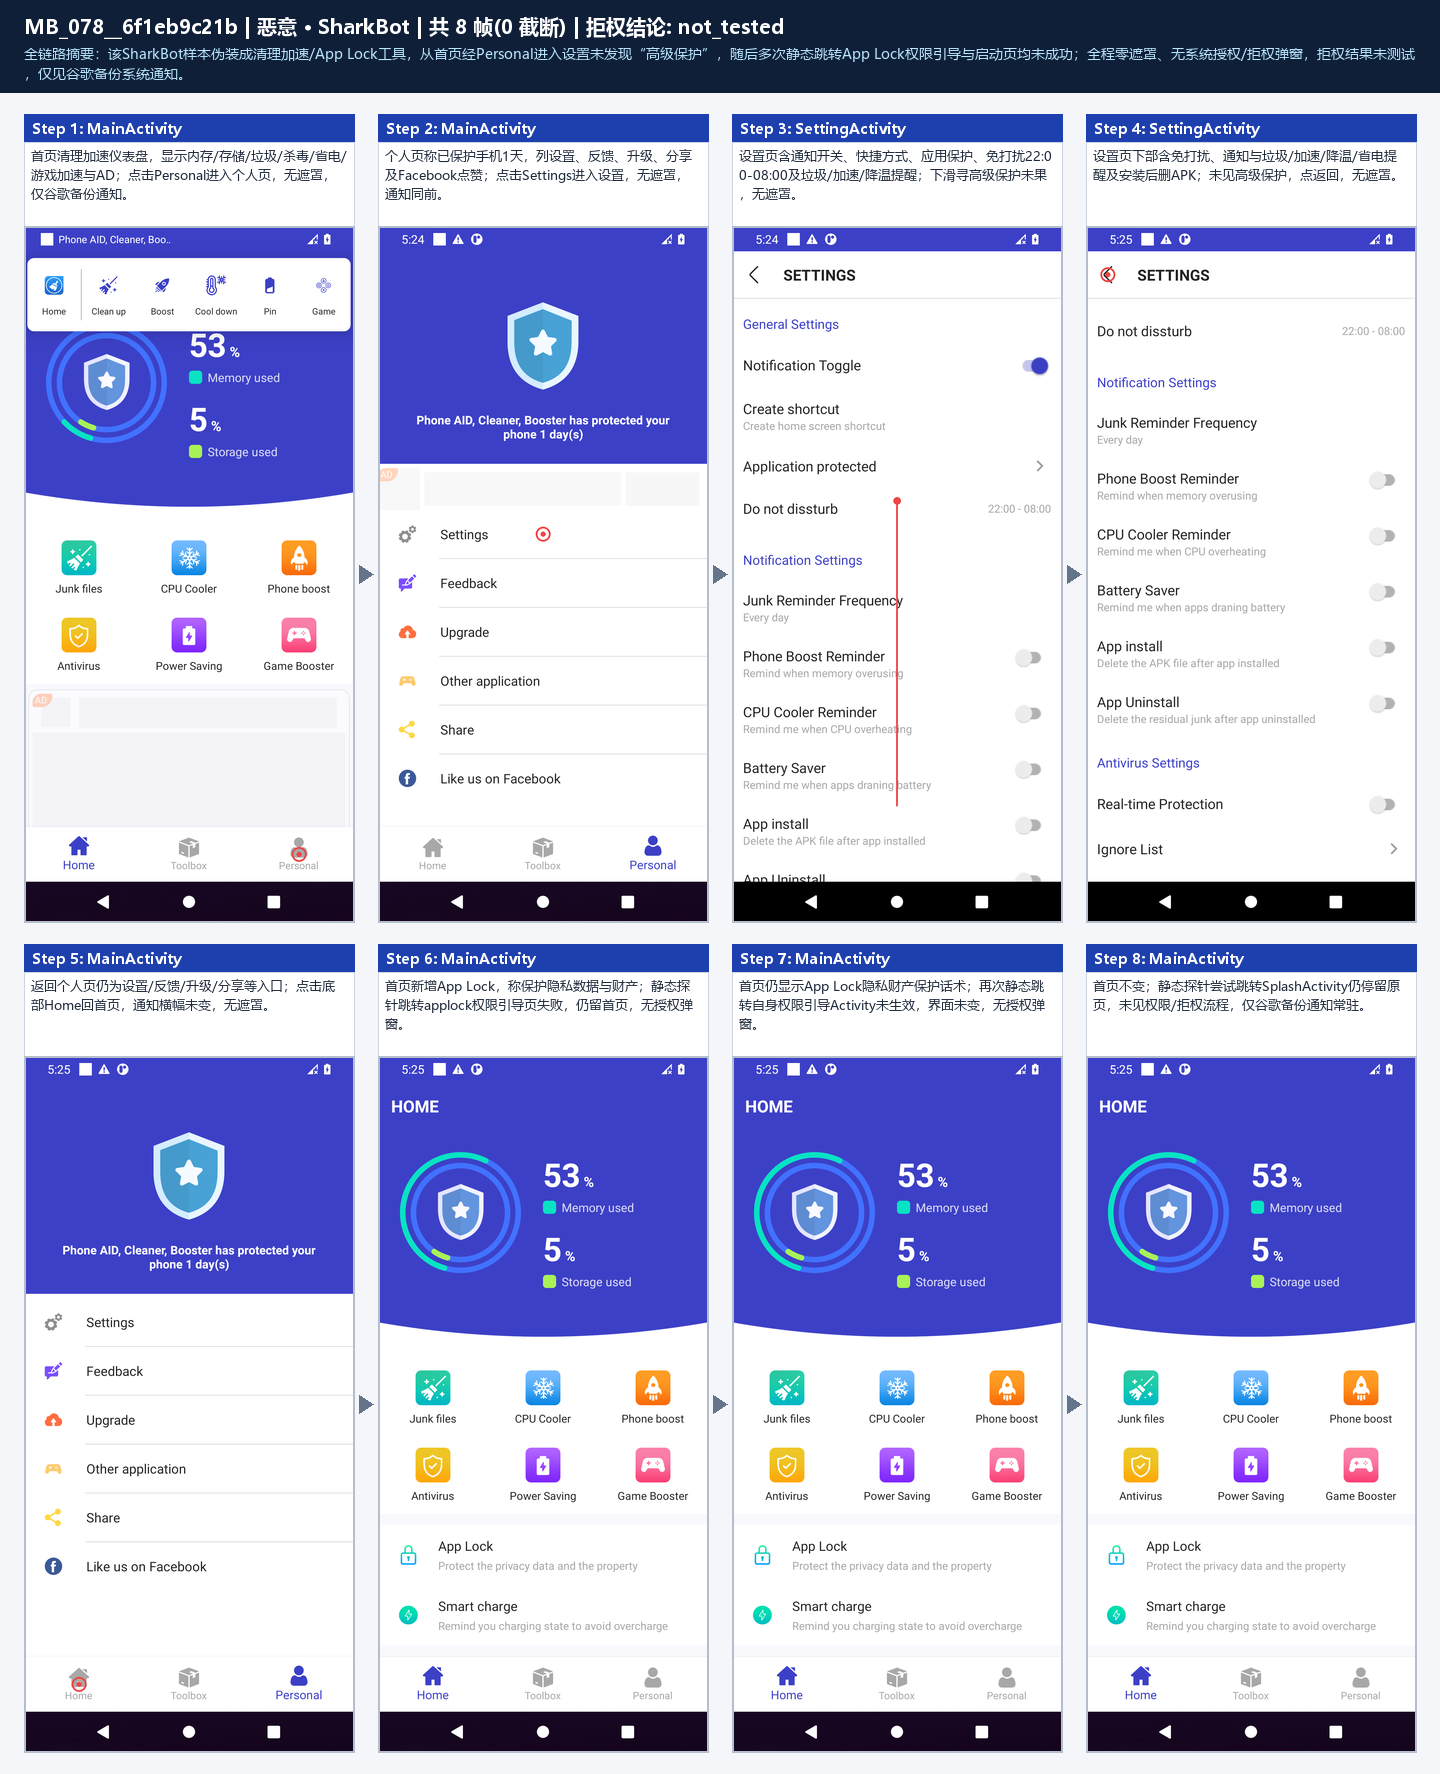 MB_078__6f1eb9c21b | 恶意 • SharkBot | 共 8 帧(0 截断) | 拒权结论: not_tested
全链路摘要：该SharkBot样本伪装成清理加速/App Lock工具，从首页经Personal进入设置未发现“高级保护”，随后多次静态跳转App Lock权限引导与启动页均未成功；全程零遮罩、无系统授权/拒权弹窗，拒权结果未测试
，仅见谷歌备份系统通知。
Step 1: MainActivity
首页清理加速仪表盘，显示内存/存储/垃圾/杀毒/省电/
游戏加速与AD；点击Personal进入个人页，无遮罩，
仅谷歌备份通知。
Phone AID, Cleaner, Boo..
Home
Clean up
Boost
Cool down
Pin
Game
53 %
Memory used
5 %
Storage used
Junk files
CPU Cooler
Phone boost
Antivirus
Power Saving
Game Booster
AD
Home
Toolbox
Personal
Step 2: MainActivity
个人页称已保护手机1天，列设置、反馈、升级、分享
及Facebook点赞；点击Settings进入设置，无遮罩，
通知同前。
5:24
Phone AID, Cleaner, Booster has protected your
phone 1 day(s)
AD
Settings
Feedback
Upgrade
Other application
Share
Like us on Facebook
Home
Toolbox
Personal
Step 3: SettingActivity
设置页含通知开关、快捷方式、应用保护、免打扰22:0
0-08:00及垃圾/加速/降温提醒；下滑寻高级保护未果
，无遮罩。
5:24
SETTINGS
General Settings
Notification Toggle
Create shortcut
Create home screen shortcut
Application protected
Do not dissturb
22:00 - 08:00
Notification Settings
Junk Reminder Frequency
Every day
Phone Boost Reminder
Remind when memory overusing
CPU Cooler Reminder
Remind me when CPU overheating
Battery Saver
Remind me when apps draning battery
App install
Delete the APK file after app installed
App Uninstall
Step 4: SettingActivity
设置页下部含免打扰、通知与垃圾/加速/降温/省电提
醒及安装后删APK；未见高级保护，点返回，无遮罩。
5:25
SETTINGS
Do not dissturb
22:00 - 08:00
Notification Settings
Junk Reminder Frequency
Every day
Phone Boost Reminder
Remind when memory overusing
CPU Cooler Reminder
Remind me when CPU overheating
Battery Saver
Remind me when apps draning battery
App install
Delete the APK file after app installed
App Uninstall
Delete the residual junk after app uninstalled
Antivirus Settings
Real-time Protection
Ignore List
Step 5: MainActivity
返回个人页仍为设置/反馈/升级/分享等入口；点击底
部Home回首页，通知横幅未变，无遮罩。
5:25
Phone AID, Cleaner, Booster has protected your
phone 1 day(s)
Settings
Feedback
Upgrade
Other application
Share
Like us on Facebook
Home
Toolbox
Personal
Step 6: MainActivity
首页新增App Lock，称保护隐私数据与财产；静态探
针跳转applock权限引导页失败，仍留首页，无授权弹
窗。
5:25
HOME
53 %
Memory used
5 %
Storage used
Junk files
CPU Cooler
Phone boost
Antivirus
Power Saving
Game Booster
App Lock
Protect the privacy data and the property
Smart charge
Remind you charging state to avoid overcharge
Home
Toolbox
Personal
Step 7: MainActivity
首页仍显示App Lock隐私财产保护话术；再次静态跳
转自身权限引导Activity未生效，界面未变，无授权弹
窗。
5:25
HOME
53 %
Memory used
5 %
Storage used
Junk files
CPU Cooler
Phone boost
Antivirus
Power Saving
Game Booster
App Lock
Protect the privacy data and the property
Smart charge
Remind you charging state to avoid overcharge
Home
Toolbox
Personal
Step 8: MainActivity
首页不变；静态探针尝试跳转SplashActivity仍停留原
页，未见权限/拒权流程，仅谷歌备份通知常驻。
5:25
HOME
53 %
Memory used
5 %
Storage used
Junk files
CPU Cooler
Phone boost
Antivirus
Power Saving
Game Booster
App Lock
Protect the privacy data and the property
Smart charge
Remind you charging state to avoid overcharge
Home
Toolbox
Personal